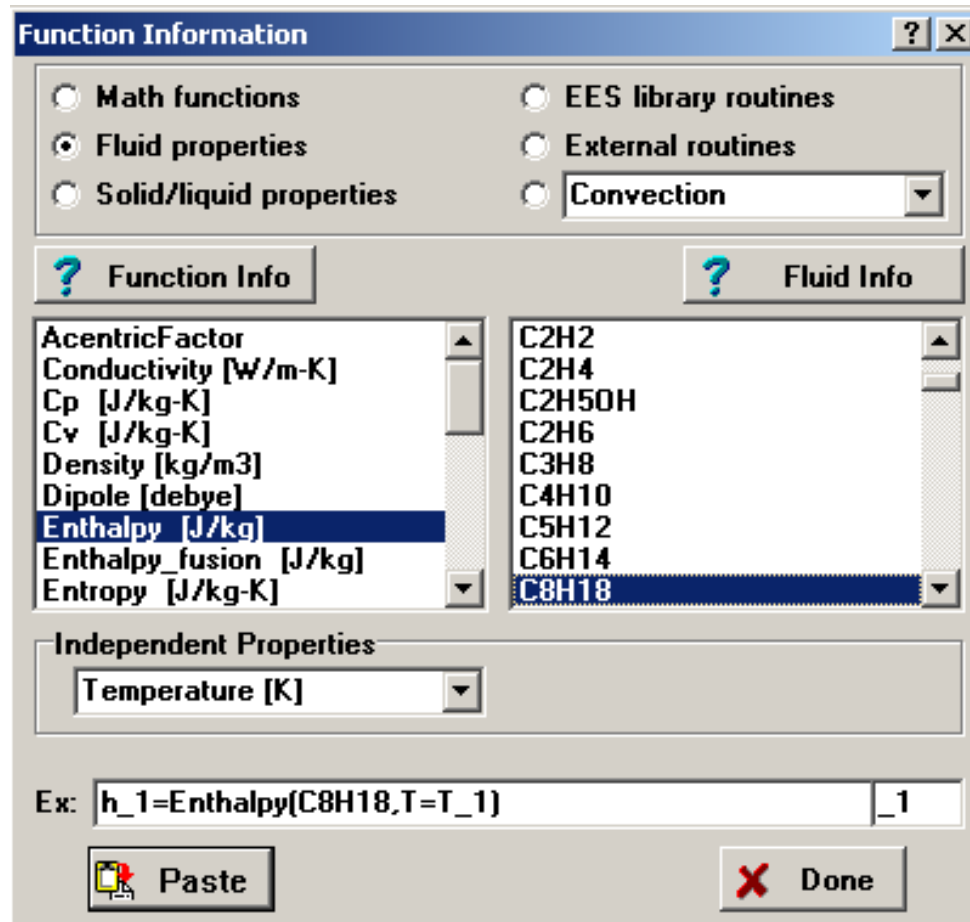 Function Information
Math functions
EES library routines
Fluid properties
External routines
Solid/liquid properties
Convection
? Function Info
? Fluid Info
AcentricFactor
Conductivity [W/m-K]
Cp [J/kg-K]
Cv [J/kg-K]
Density [kg/m3]
Dipole [debye]
Enthalpy [J/kg]
Enthalpy_fusion [J/kg]
Entropy [J/kg-K]
C2H2
C2H4
C2H5OH
C2H6
C3H8
C4H10
C5H12
C6H14
C8H18
Independent Properties
Temperature [K]
Ex: h_1=Enthalpy(C8H18,T=T_1)
_1
Paste
Done